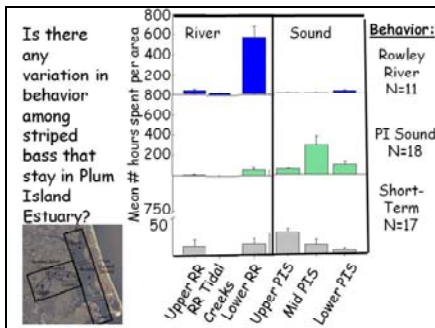 Is there
any
variation in
behavior
among
striped
bass that
stay in Plum
Island
Estuary?
Mean # hours spent per area
800
600
400
200
800
600
400
200
750
50
River
Sound
Upper RR
RR Tidal
Creeks
Lower RR
Upper PIS
Mid PIS
Lower PIS
Behavior:
Rowley
River
N=11
PI Sound
N=18
Short-
Term
N=17